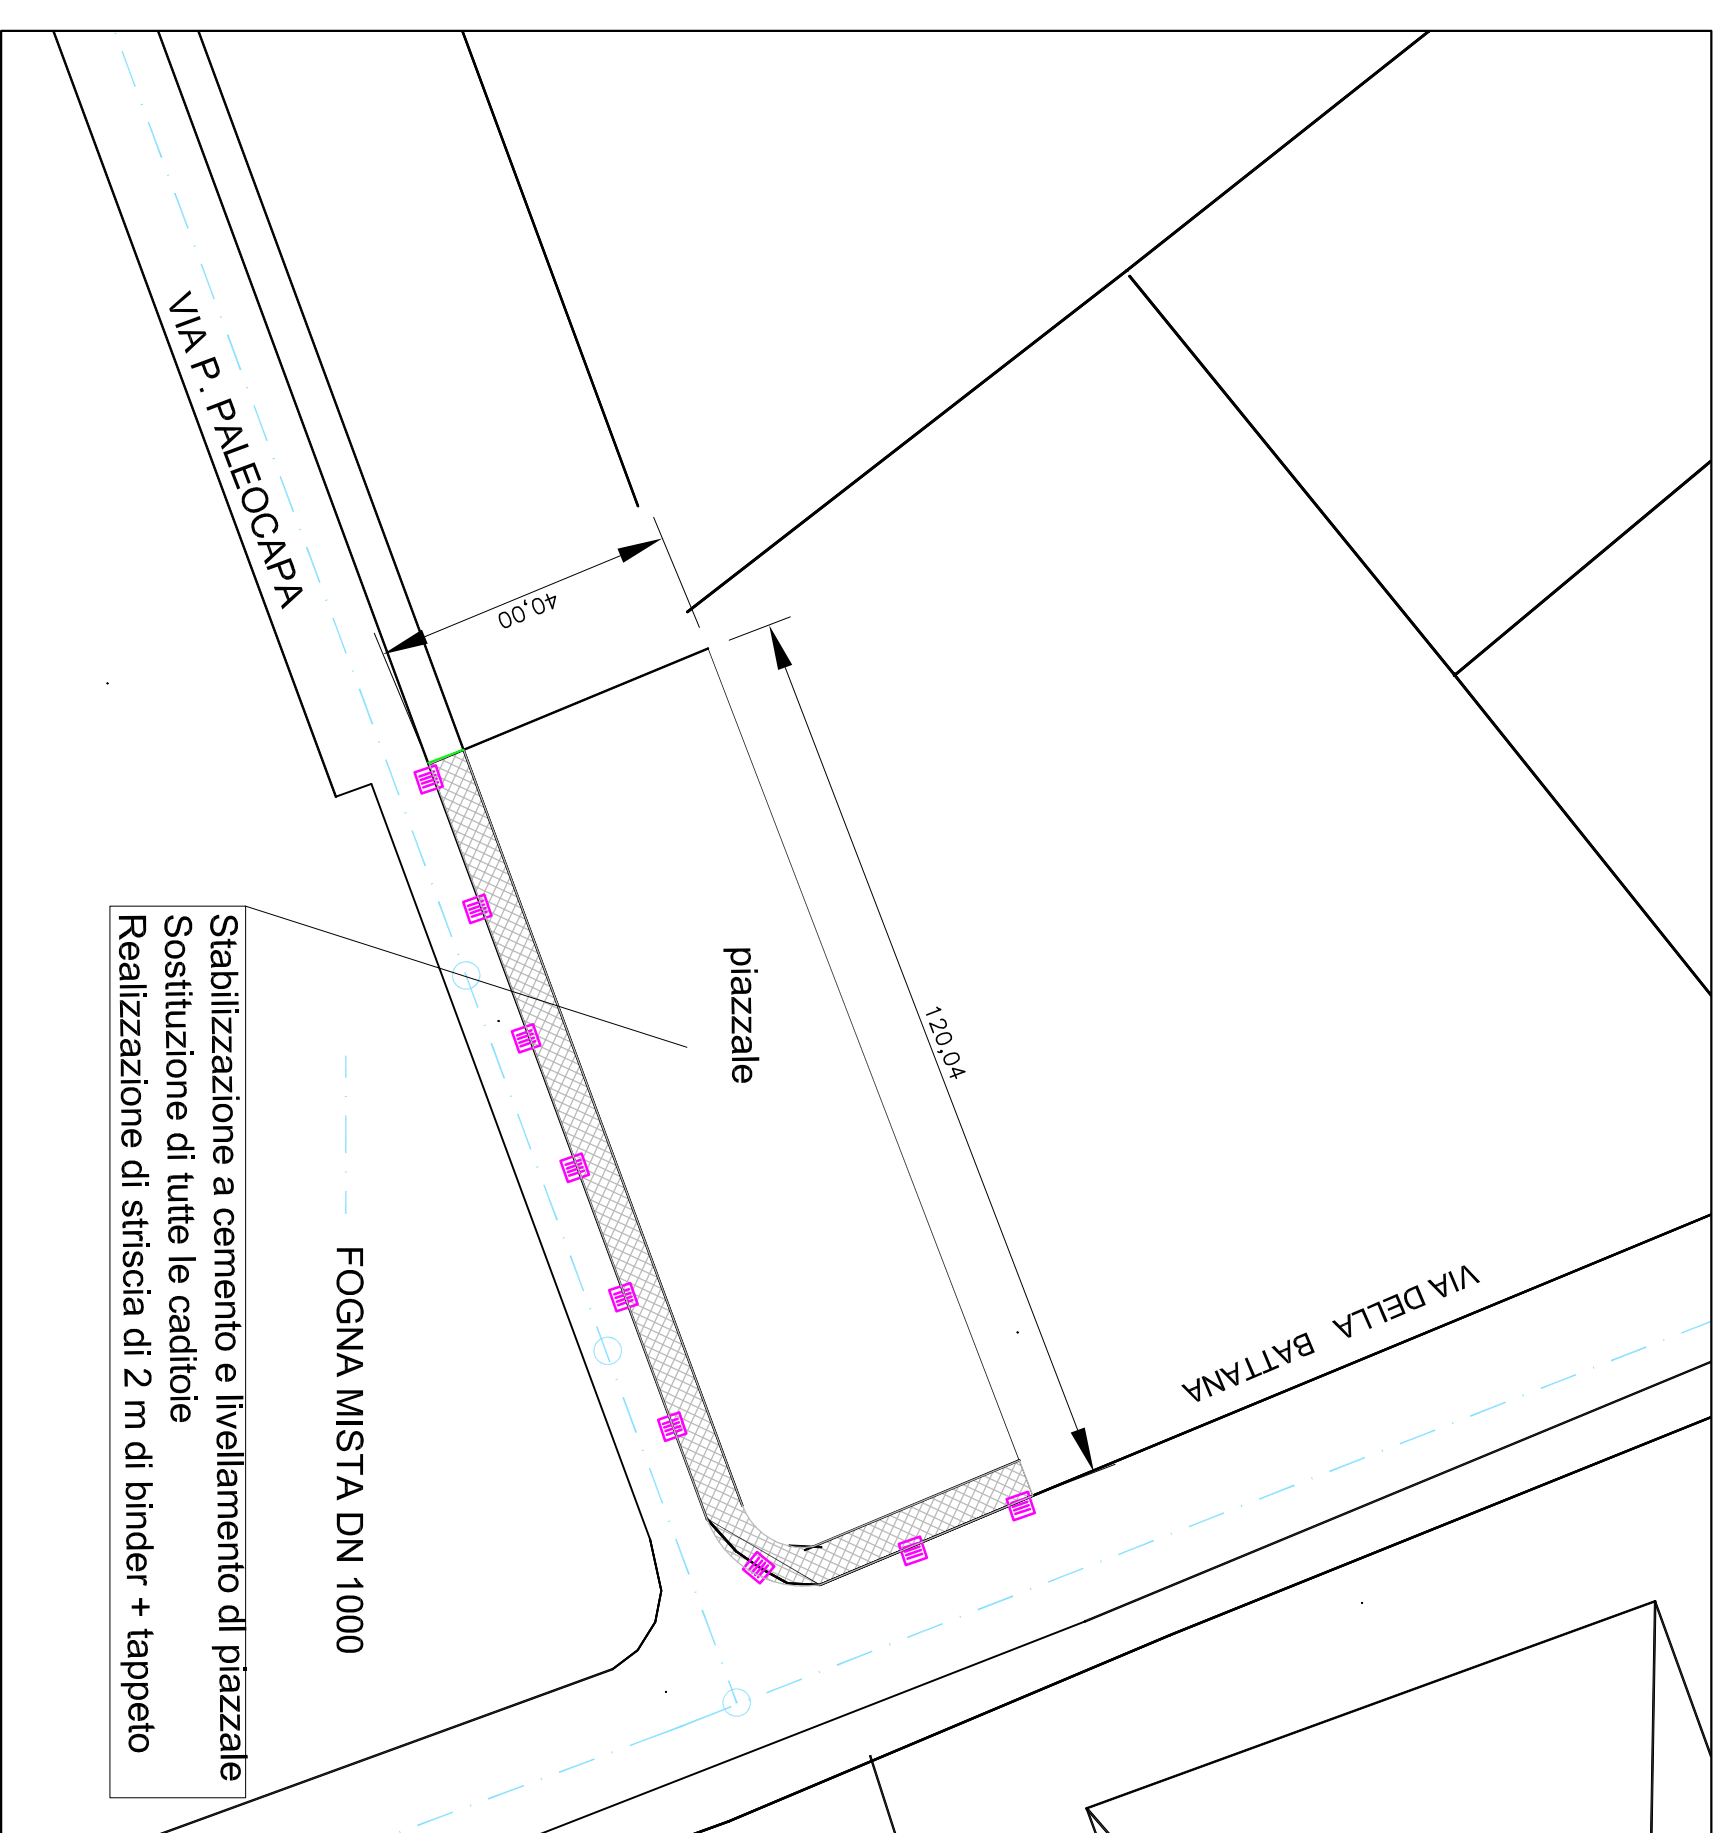 VIA P. PALEOCAPA
40,00
120,04
piazzale
VIA DELLA BATTANA
FOGNA MISTA DN 1000
Stabilizzazione a cemento e livellamento dl piazzale
Sostituzione di tutte le caditoie
Realizzazione di striscia di 2 m di binder + tappeto